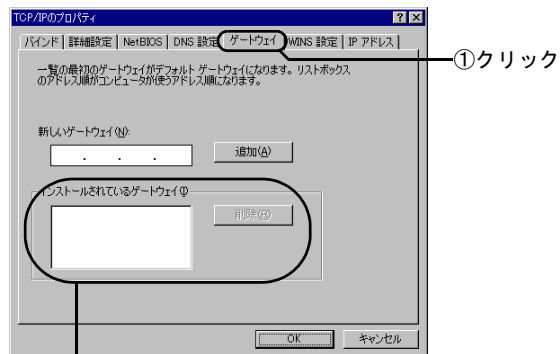 TCP/IPのプロパティ
バインド 詳細設定 NetBIOS DNS 設定 ゲートウェイ WINS 設定 IP アドレス
①クリック
一覧の最初のゲートウェイがデフォルト ゲートウェイになります。リストボックス
のアドレス順がコンピュータが使うアドレス順になります。
新しいゲートウェイ(N):
. . .
追加(A)
インストールされているゲートウェイ(I)
削除(R)
OK キャンセル